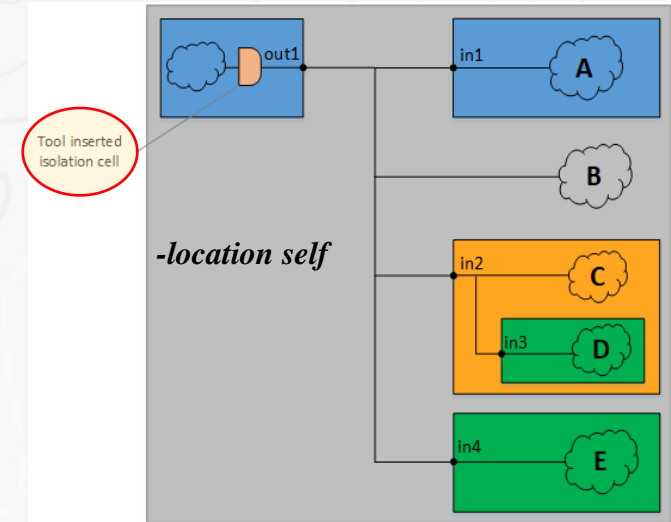 out1
in1
A
Tool inserted
isolation cell
B
-location self
in2
C
in3
D
in4
E